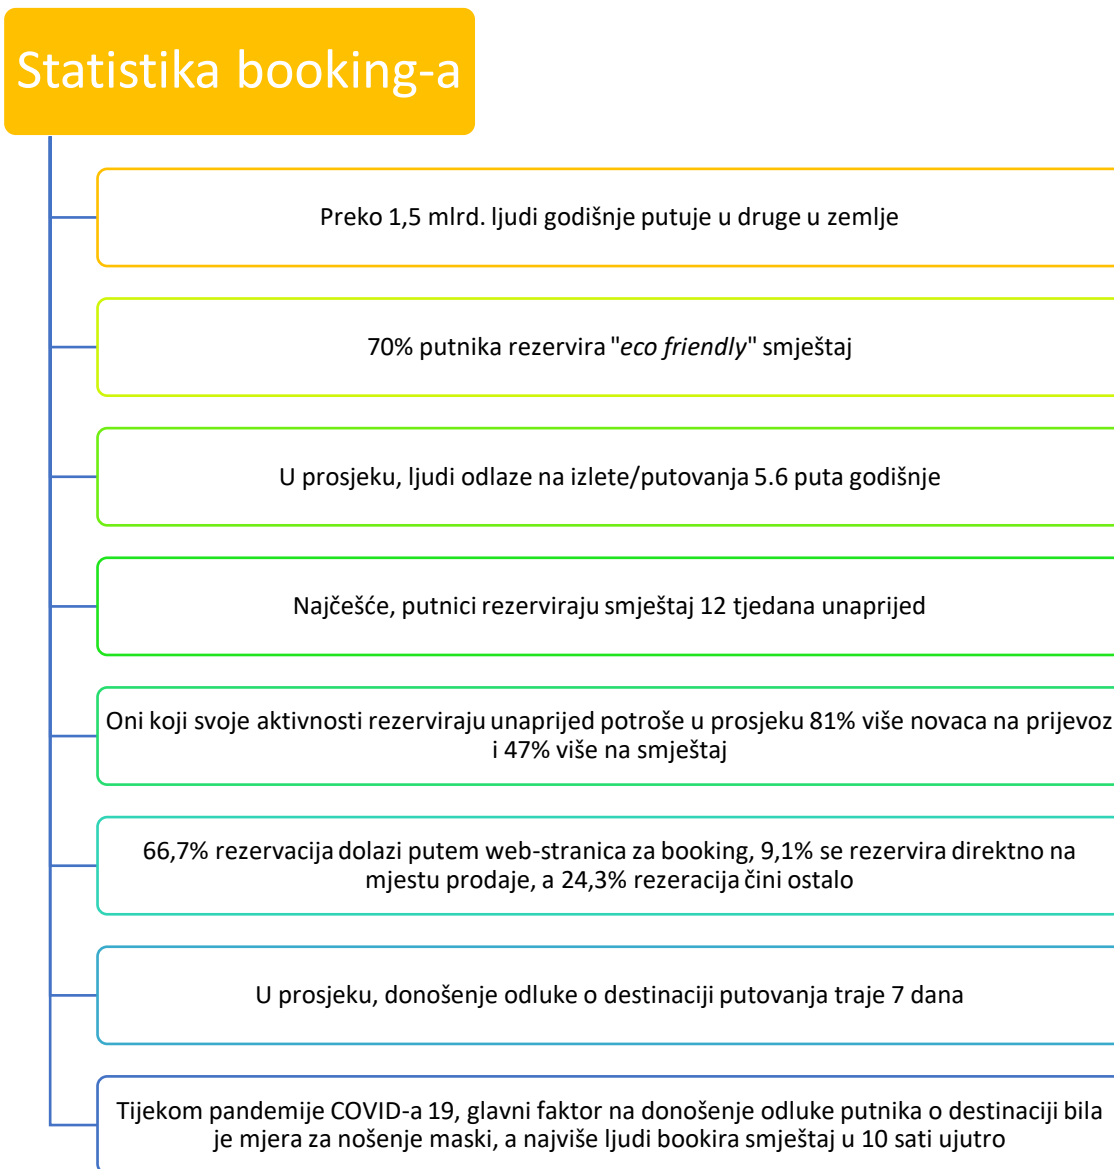 Statistika booking-a
Preko 1,5 mlrd. ljudi godišnje putuje u druge u zemlje
70% putnika rezervira "eco friendly" smještaj
U prosjeku, ljudi odlaze na izlete/putovanja 5.6 puta godišnje
Najčešće, putnici rezerviraju smještaj 12 tjedana unaprijed
Oni koji svoje aktivnosti rezerviraju unaprijed potroše u prosjeku 81% više novaca na prijevoz
i 47% više na smještaj
66,7% rezervacija dolazi putem web-stranica za booking, 9,1% se rezervira direktno na
mjestu prodaje, a 24,3% rezeracija čini ostalo
U prosjeku, donošenje odluke o destinaciji putovanja traje 7 dana
Tijekom pandemije COVID-a 19, glavni faktor na donošenje odluke putnika o destinaciji bila
je mjera za nošenje maski, a najviše ljudi bookira smještaj u 10 sati ujutro